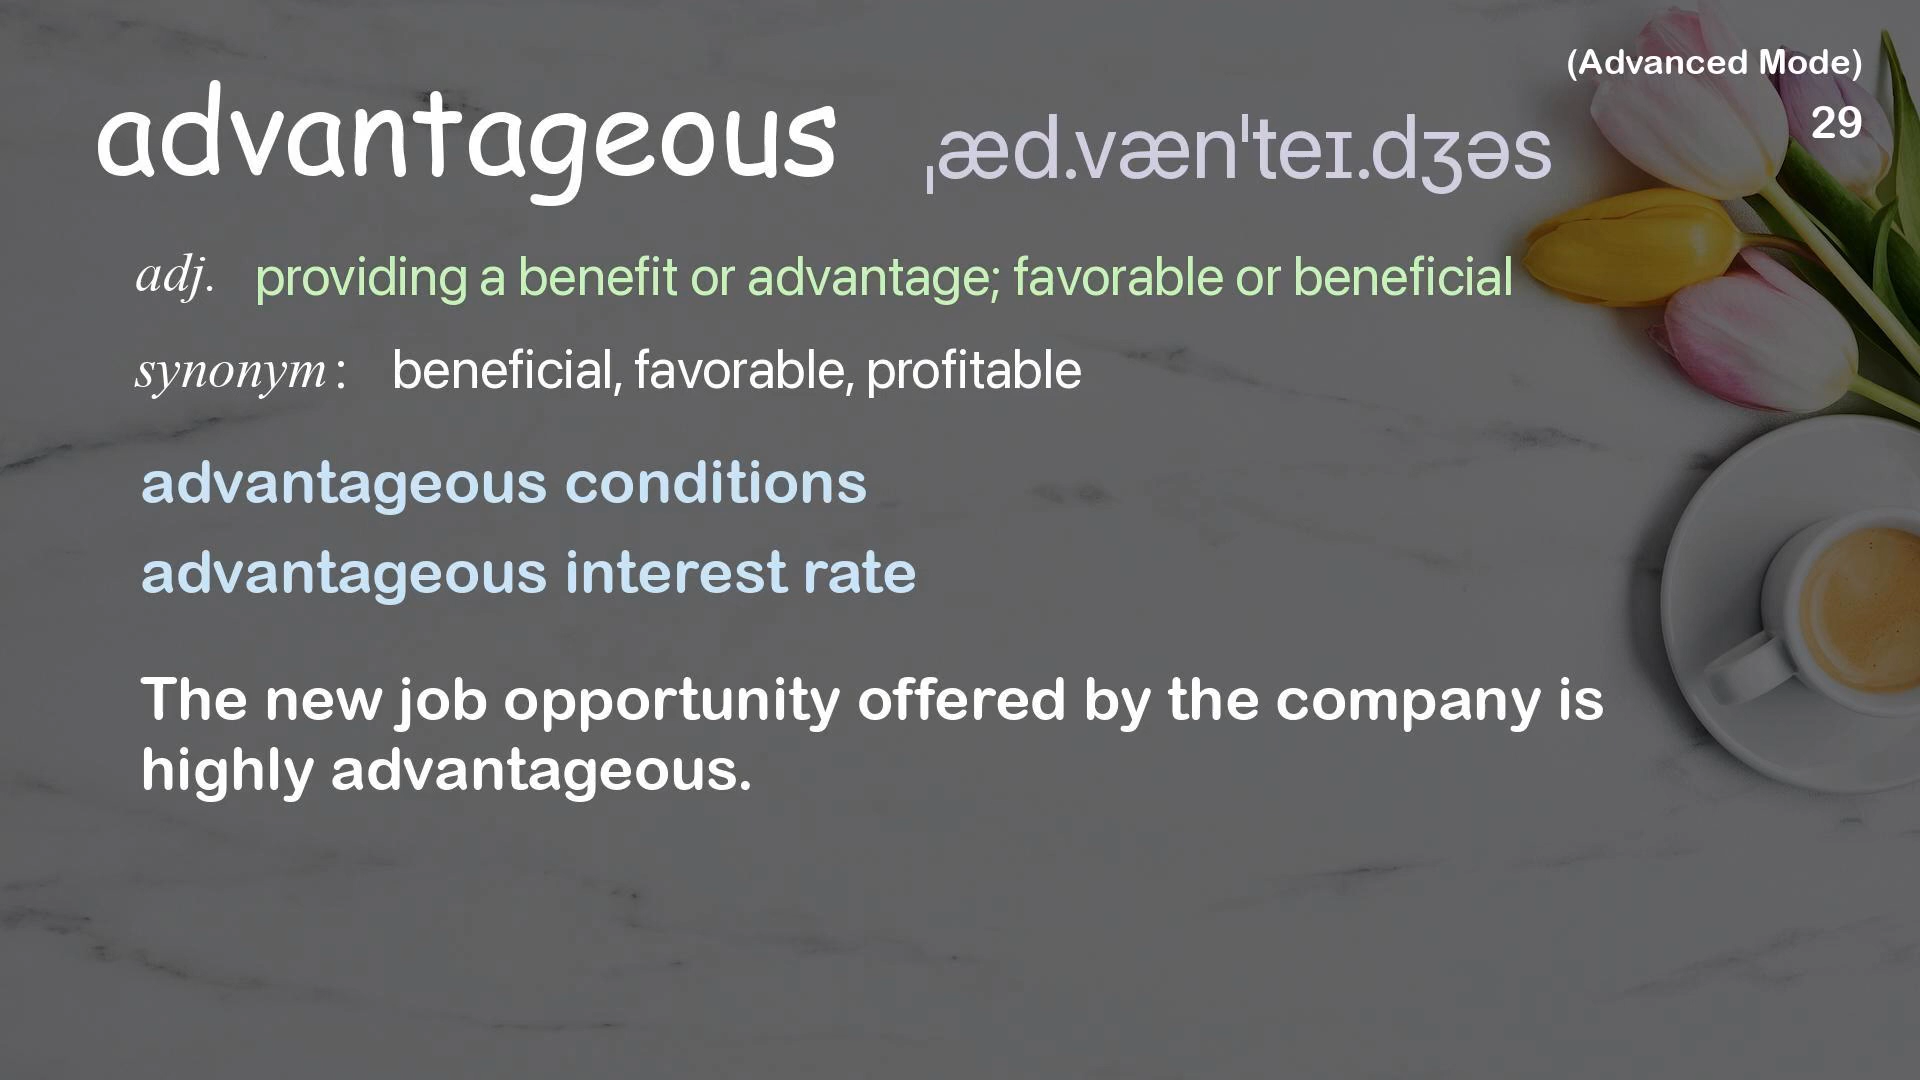 (Advanced Mode)
advantageous ˌæd.vænˈteɪ.dʒəs
29
adj. providing a benefit or advantage; favorable or beneficial
synonym: beneficial, favorable, profitable
advantageous conditions
advantageous interest rate
The new job opportunity offered by the company is
highly advantageous.